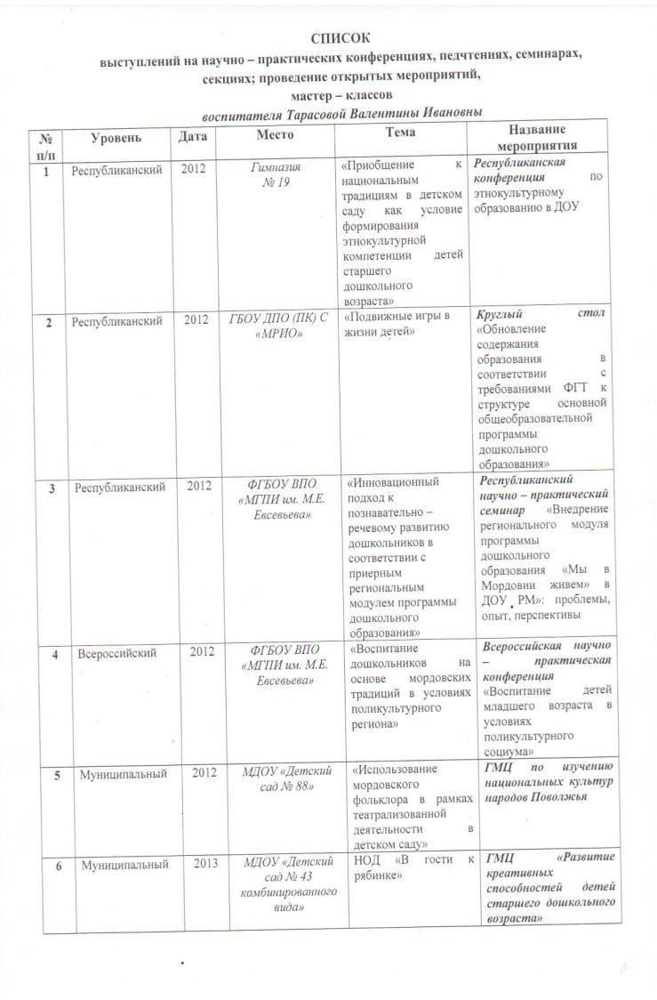 СПИСОК
выступлений на научно – практических конференциях, педчтениях, семинарах,
секциях; проведение открытых мероприятий,
мастер – классов
воспитателя Тарасовой Валентины Ивановны
№ п/п
Уровень
Дата
Место
Тема
Название
мероприятия
1
Республиканский
2012
Гимназия
№ 19
«Приобщение к
национальным
традициям в детском
саду как условие
формирования
этнокультурной
компетенции детей
старшего
дошкольного
возраста»
Республиканская
конференция по
этнокультурному
образованию в ДОУ
2
Республиканский
2012
ГБОУ ДПО (ПК) С
«МРИО»
«Подвижные игры в
жизни детей»
Круглый стол
«Обновление
содержания
образования в
соответствии с
требованиями ФГТ к
структуре основной
общеобразовательной
программы
дошкольного
образования»
3
Республиканский
2012
ФГБОУ ВПО
«МГПИ им. М.Е.
Евсевьева»
«Инновационный
подход к
познавательно –
речевому развитию
дошкольников в
соответствии с
приерным
региональным
модулем программы
дошкольного
образования»
Республиканский
научно – практический
семинар «Внедрение
регионального модуля
программы
дошкольного
образования «Мы в
Мордовии живем» в
ДОУ РМ»: проблемы,
опыт, перспективы
4
Всероссийский
2012
ФГБОУ ВПО
«МГПИ им. М.Е.
Евсевьева»
«Воспитание
дошкольников на
основе мордовских
традиций в условиях
поликультурного
региона»
Всероссийская научно
– практическая
конференция
«Воспитание детей
младшего возраста в
условиях
поликультурного
социума»
5
Муниципальный
2012
МДОУ «Детский
сад № 88»
«Использование
мордовского
фольклора в рамках
театрализованной
деятельности в
детском саду»
ГМЦ по изучению
национальных культур
народов Поволжья
6
Муниципальный
2013
МДОУ «Детский
сад № 43
комбинированного
вида»
НОД «В гости к
рябинке»
ГМЦ «Развитие
креативных
способностей детей
старшего дошкольного
возраста»